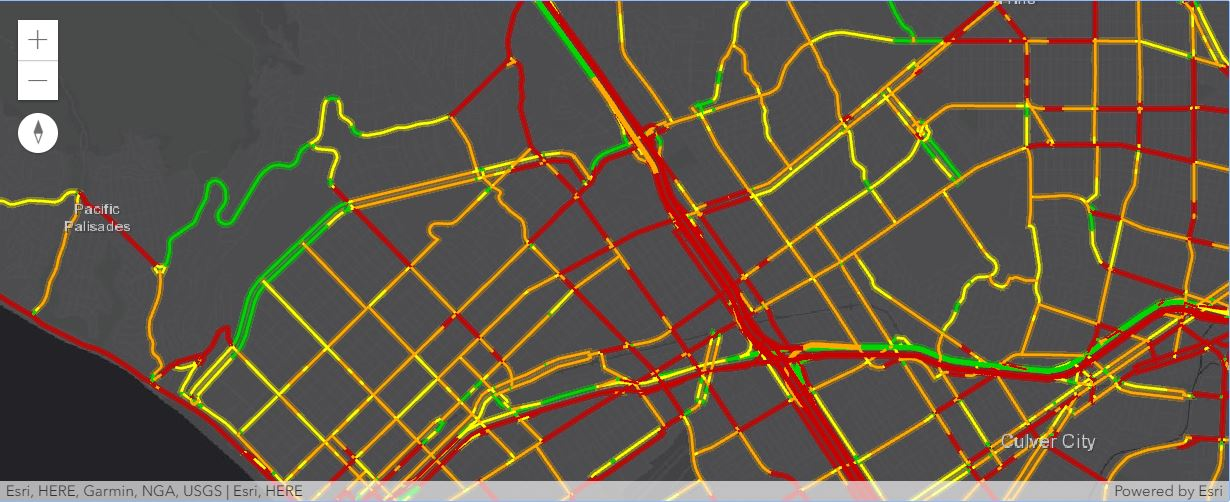 Pacific
Palisades
Culver City
Esri, HERE, Garmin, NGA, USGS | Esri, HERE
Powered by Esri